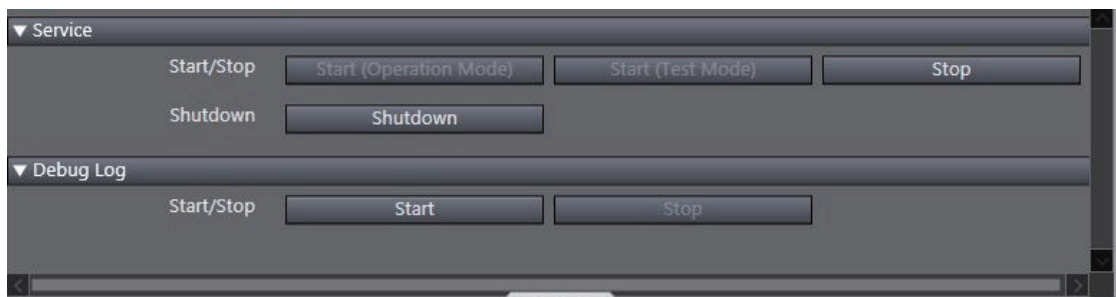 Service
Start/Stop Start (Operation Mode) Start (Test Mode) Stop
Shutdown Shutdown
Debug Log
Start/Stop Start Stop